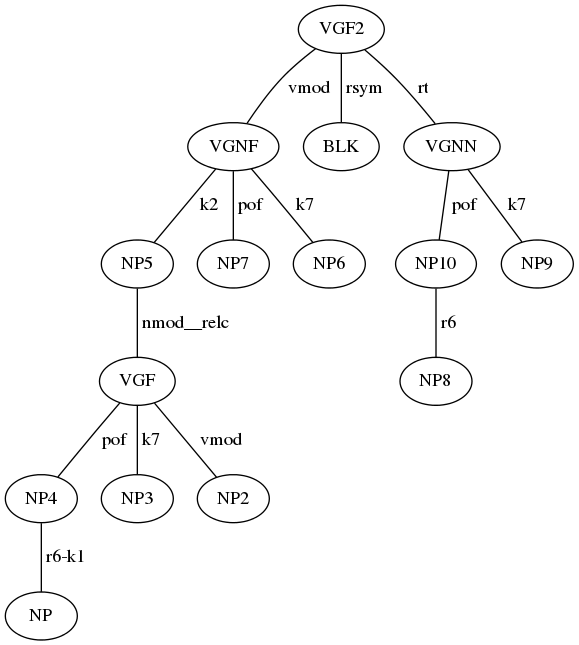 VGF2
vmod rsym rt
VGNF BLK VGNN
k2 pof k7 pof k7
NP5 NP7 NP6 NP10 NP9
nmod__relc r6
VGF NP8
pof k7 vmod
NP4 NP3 NP2
r6-k1
NP